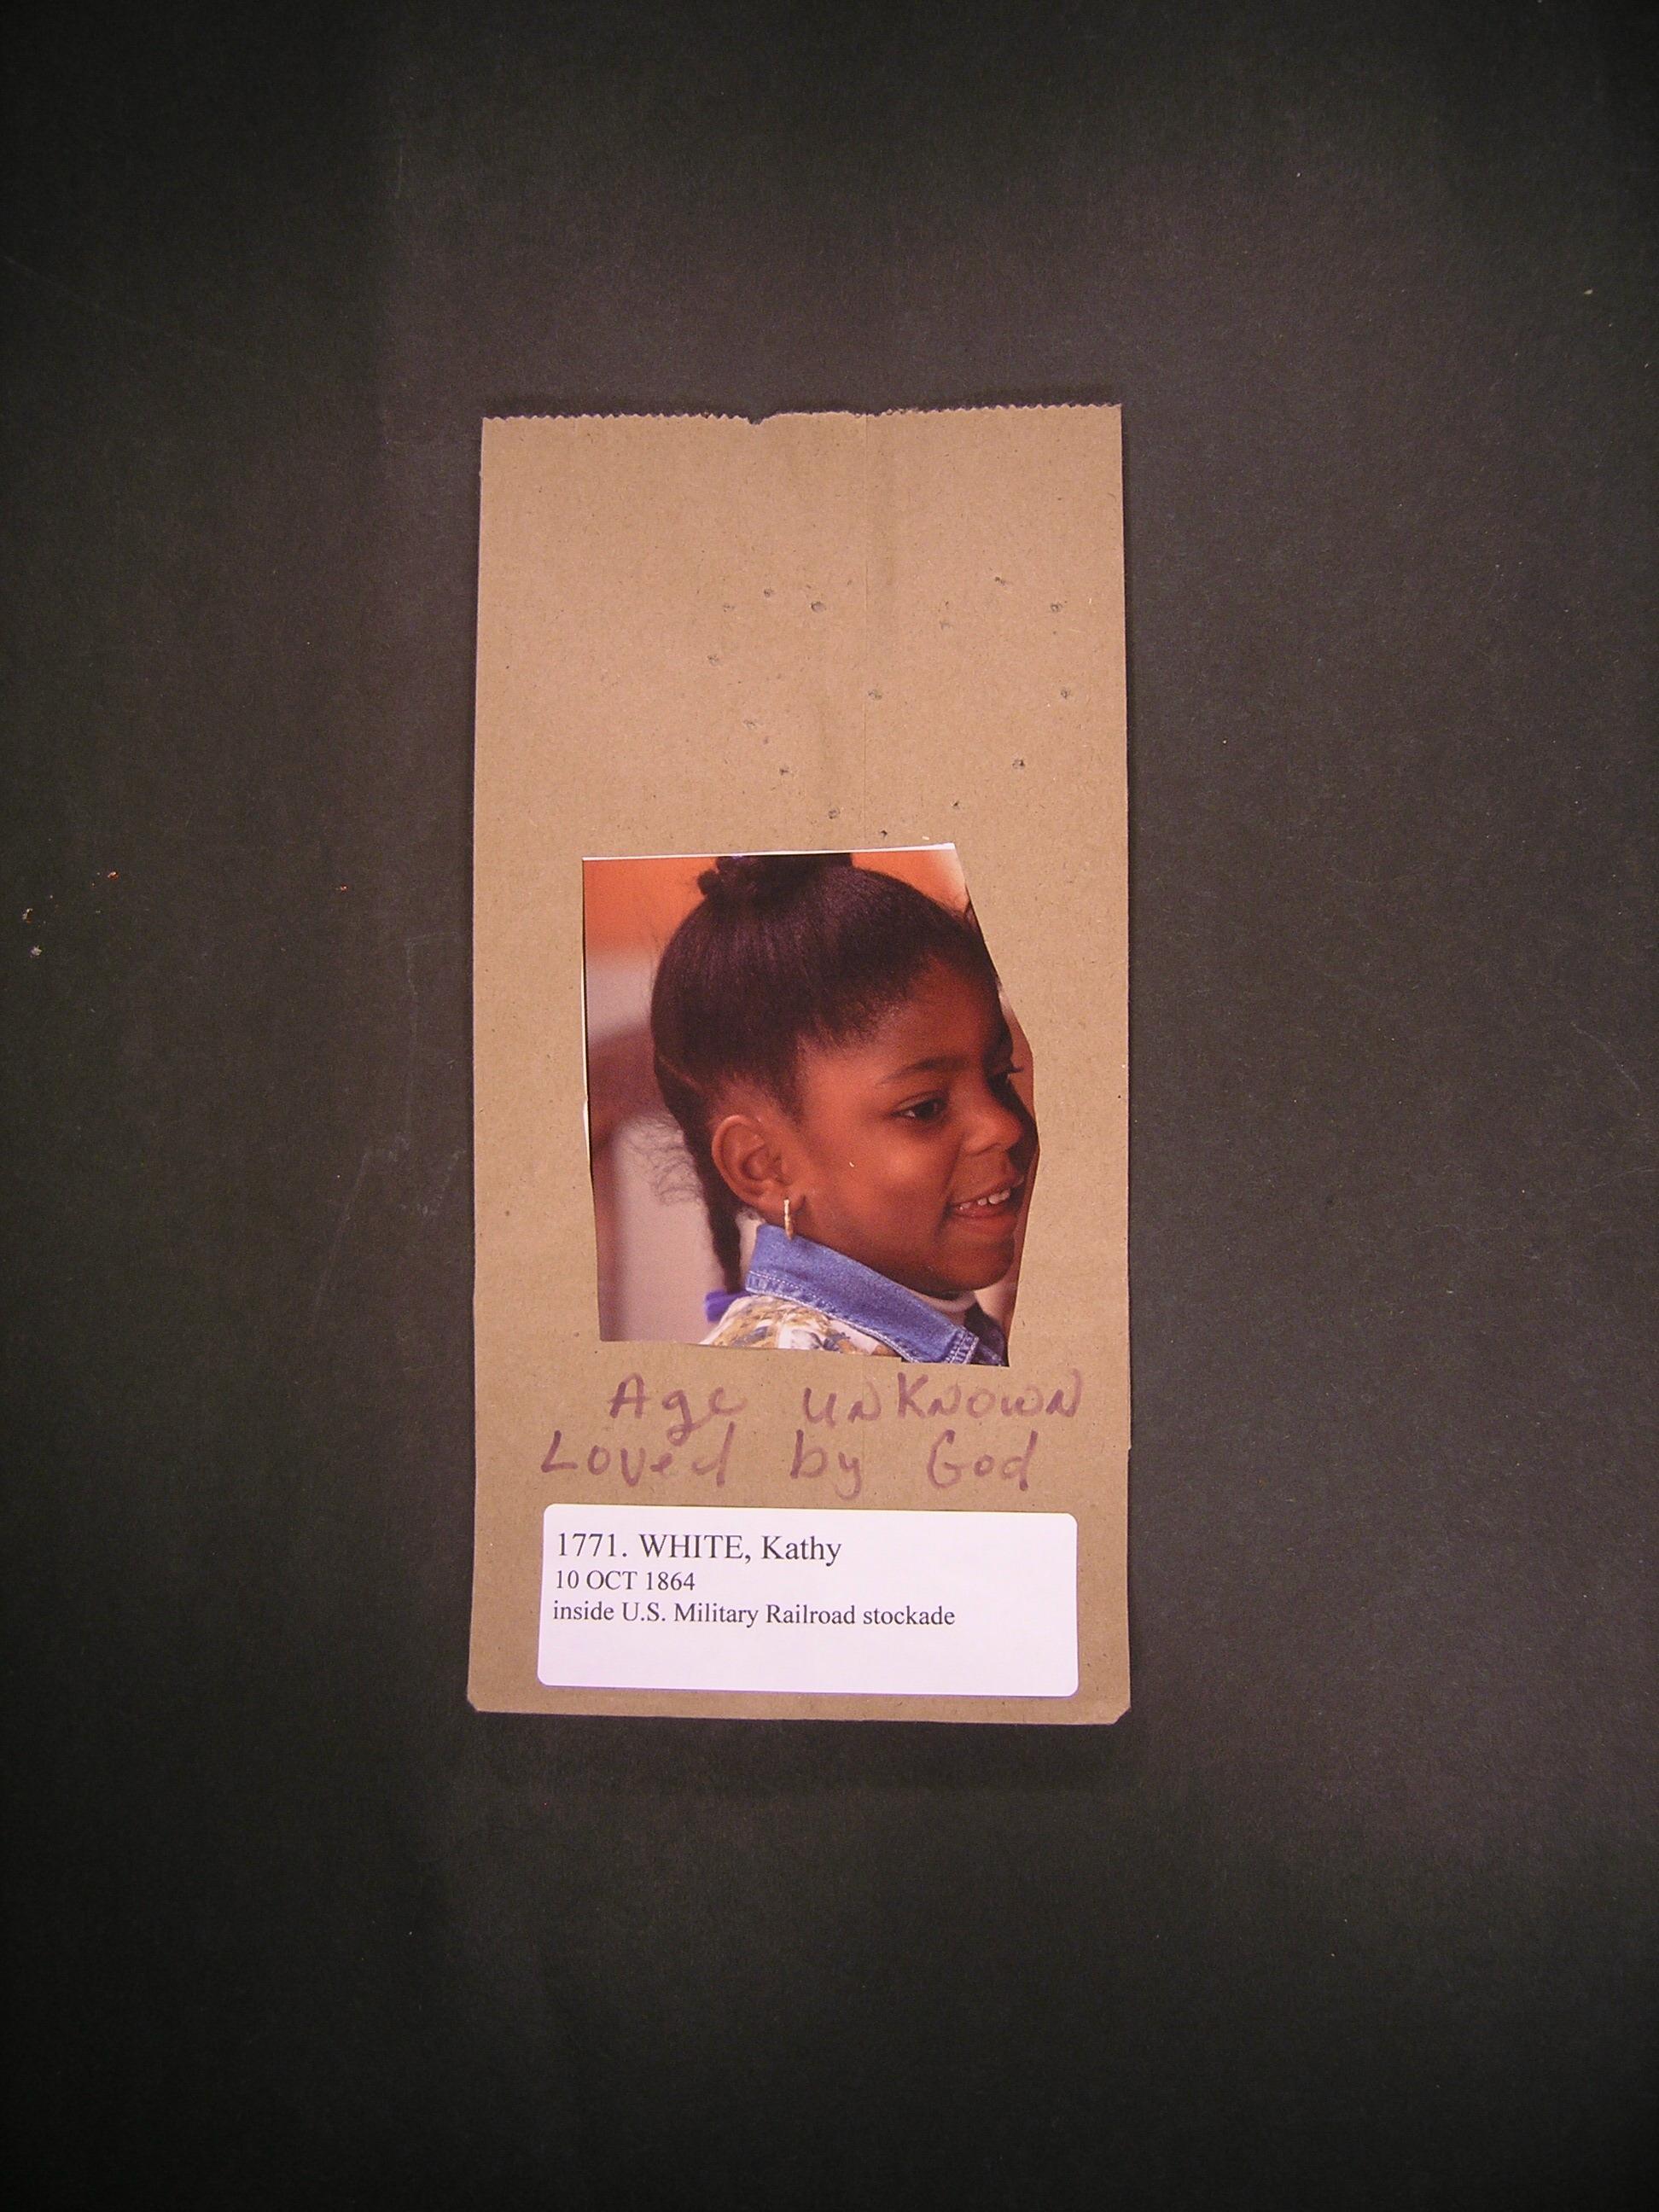 Age unKNOWN
Loved by God
1771. WHITE, Kathy
10 OCT 1864
inside U.S. Military Railroad stockade